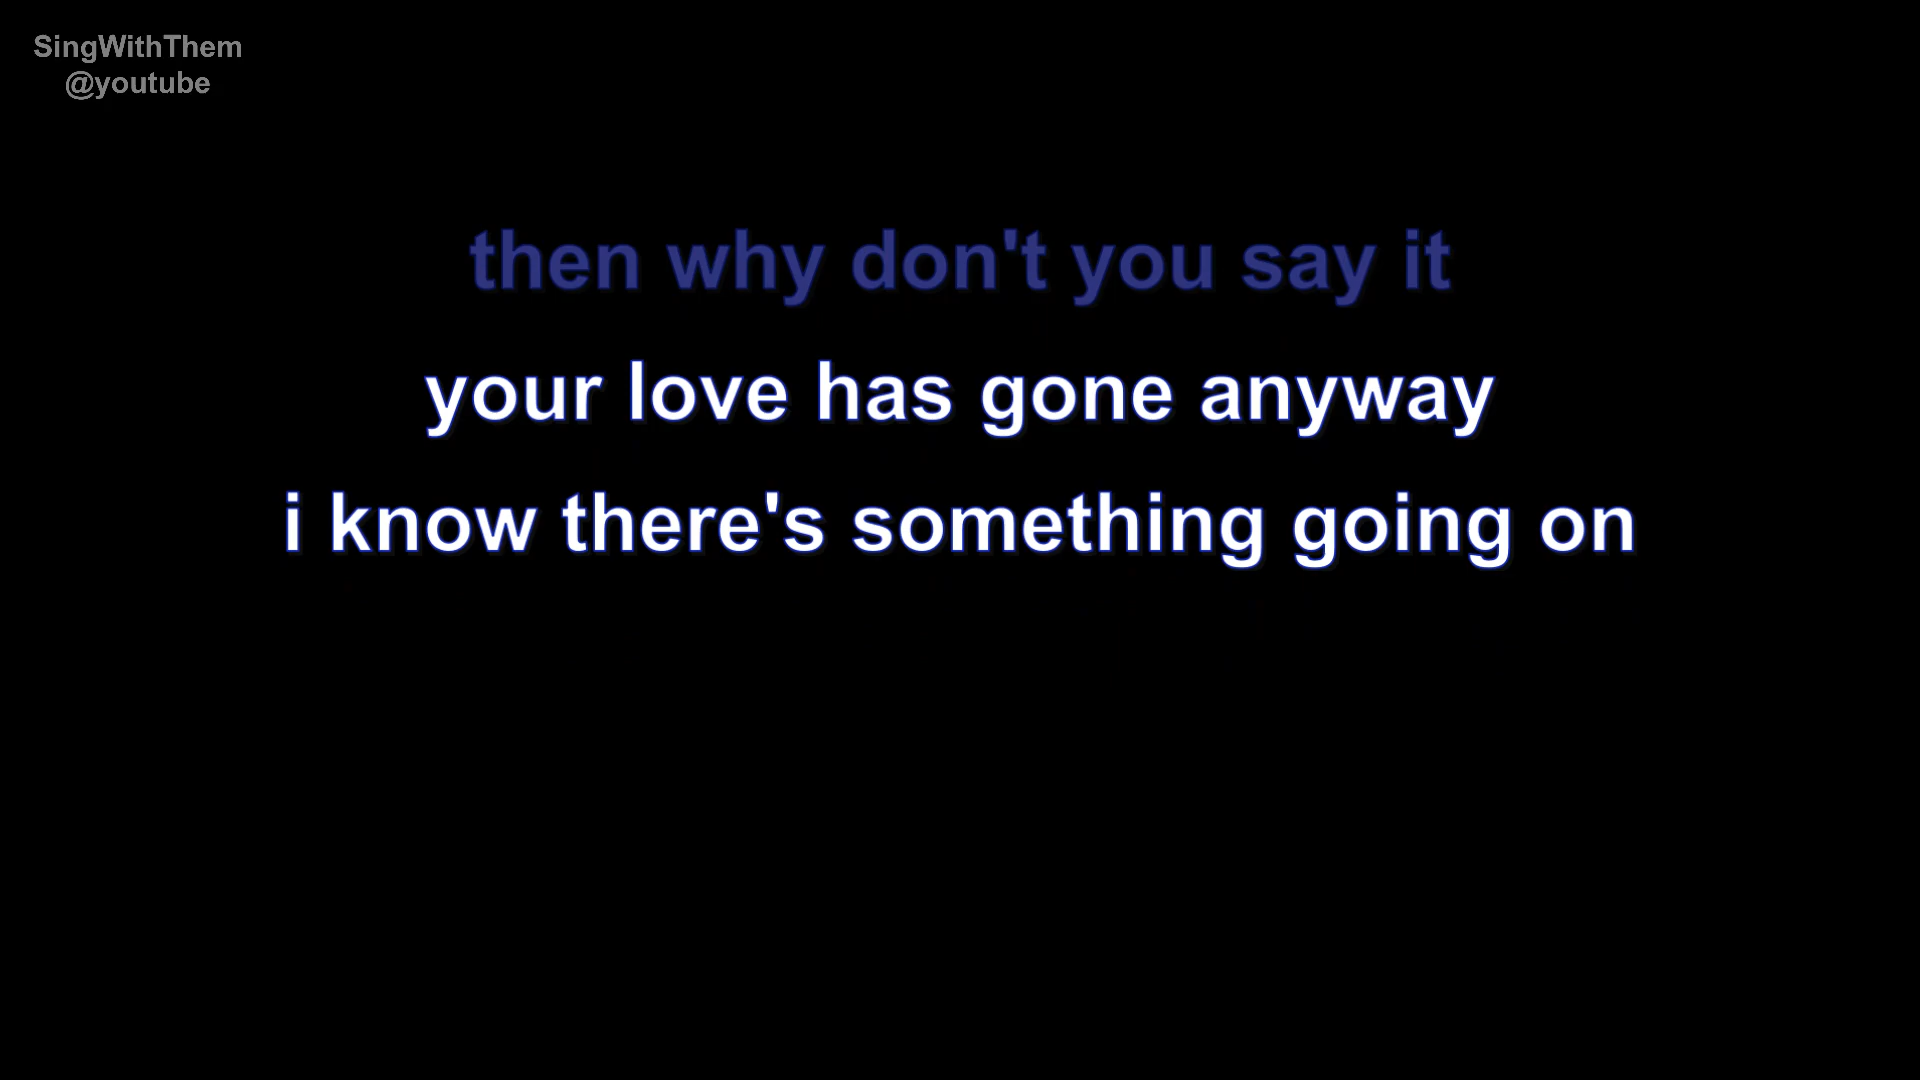 SingWithThem
@youtube
then why don't you say it
your love has gone anyway
i know there's something going on